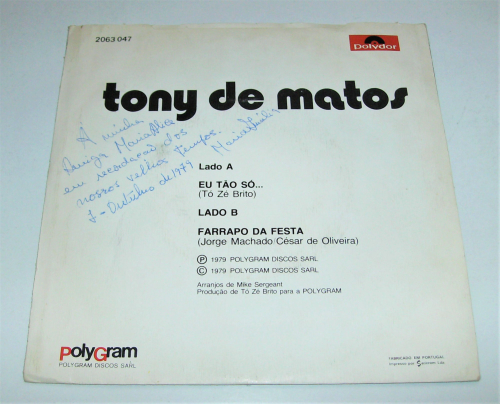 2063 047
Polydor
tony de matos
A minha
Amiga Maria
em recordação dos
nossos velhos tempos.
1-Outubro de 1979
Lado A
EU TÃO SÓ...
(Tó Zé Brito)
LADO B
FARRAPO DA FESTA
(Jorge Machado/César de Oliveira)
Ⓟ 1979 POLYGRAM DISCOS SARL
© 1979 POLYGRAM DISCOS SARL
Arranjos de Mike Sergeant
Produção de Tó Zé Brito para a POLYGRAM
PolyGram
POLYGRAM DISCOS SARL
FABRICADO EM PORTUGAL